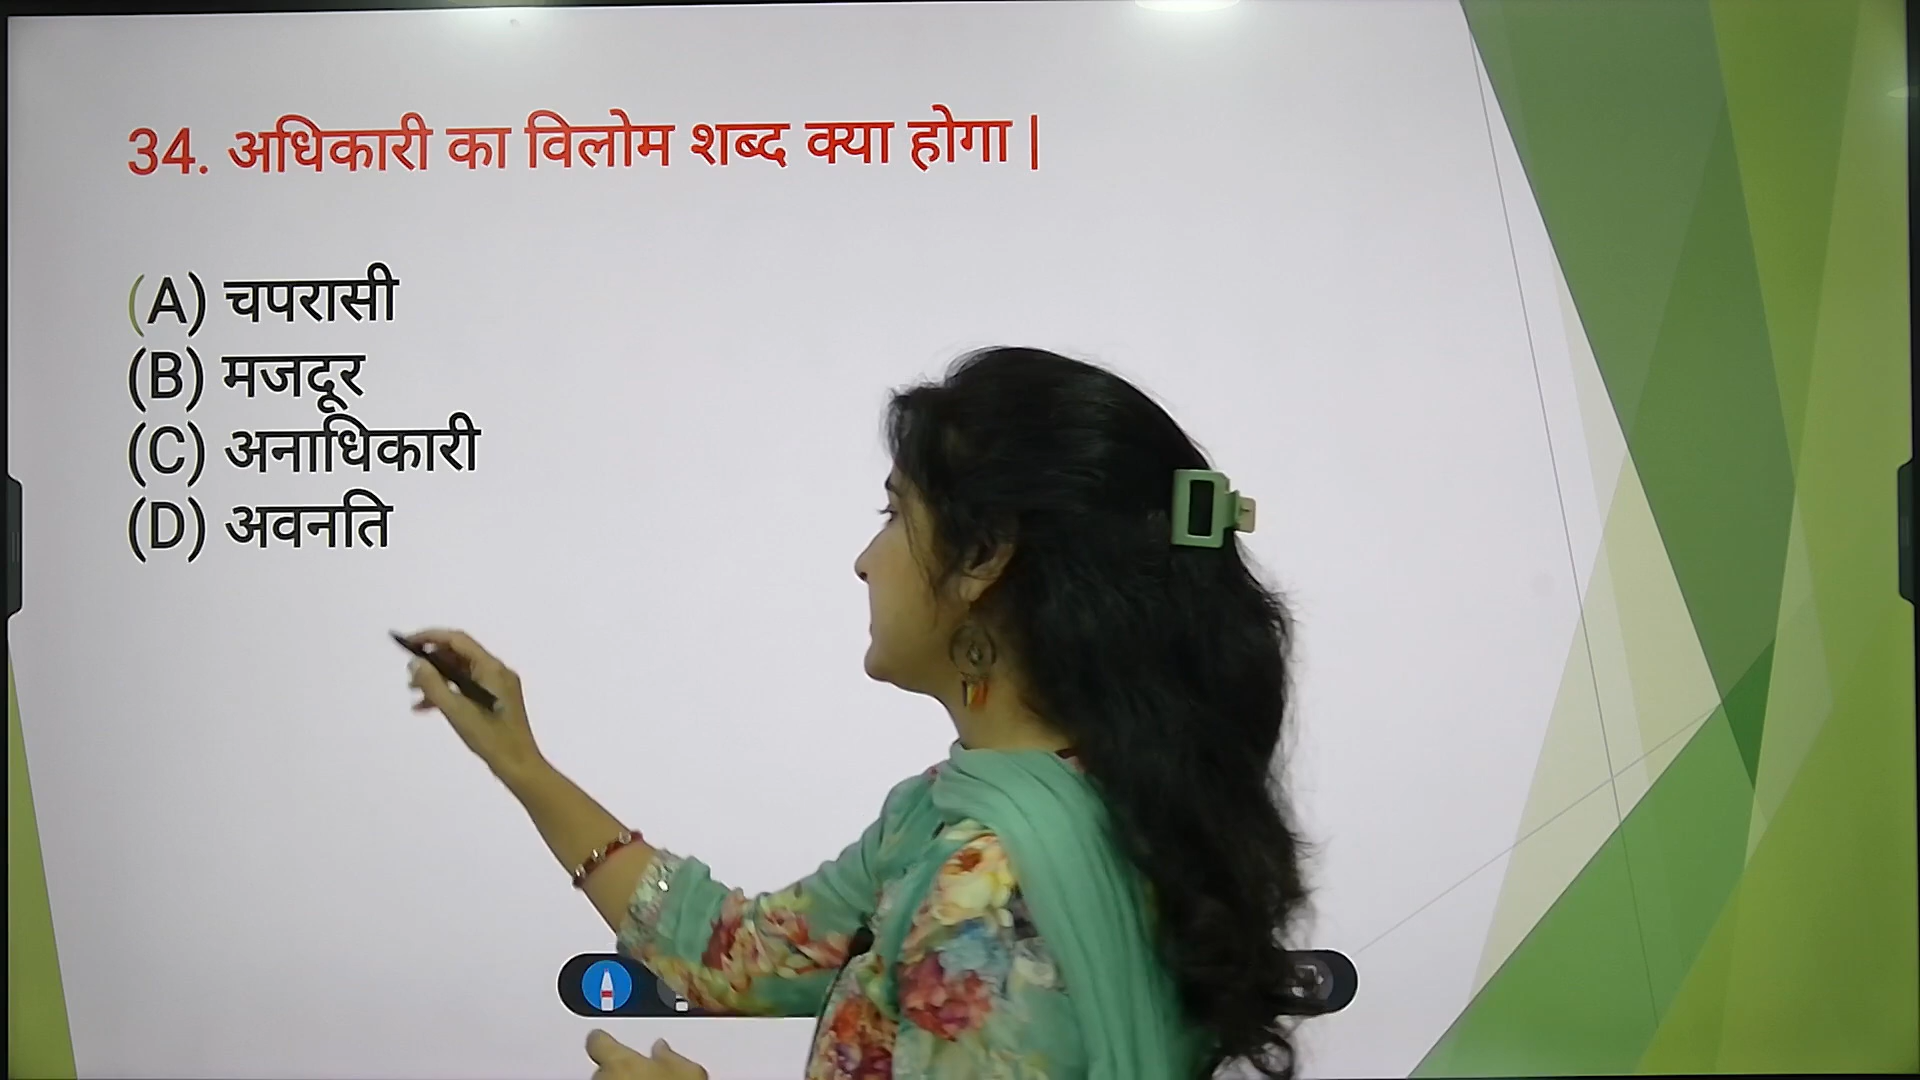 34. अधिकारी का विलोम शब्द क्या होगा |
(A) चपरासी
(B) मजदूर
(C) अनाधिकारी
(D) अवनति